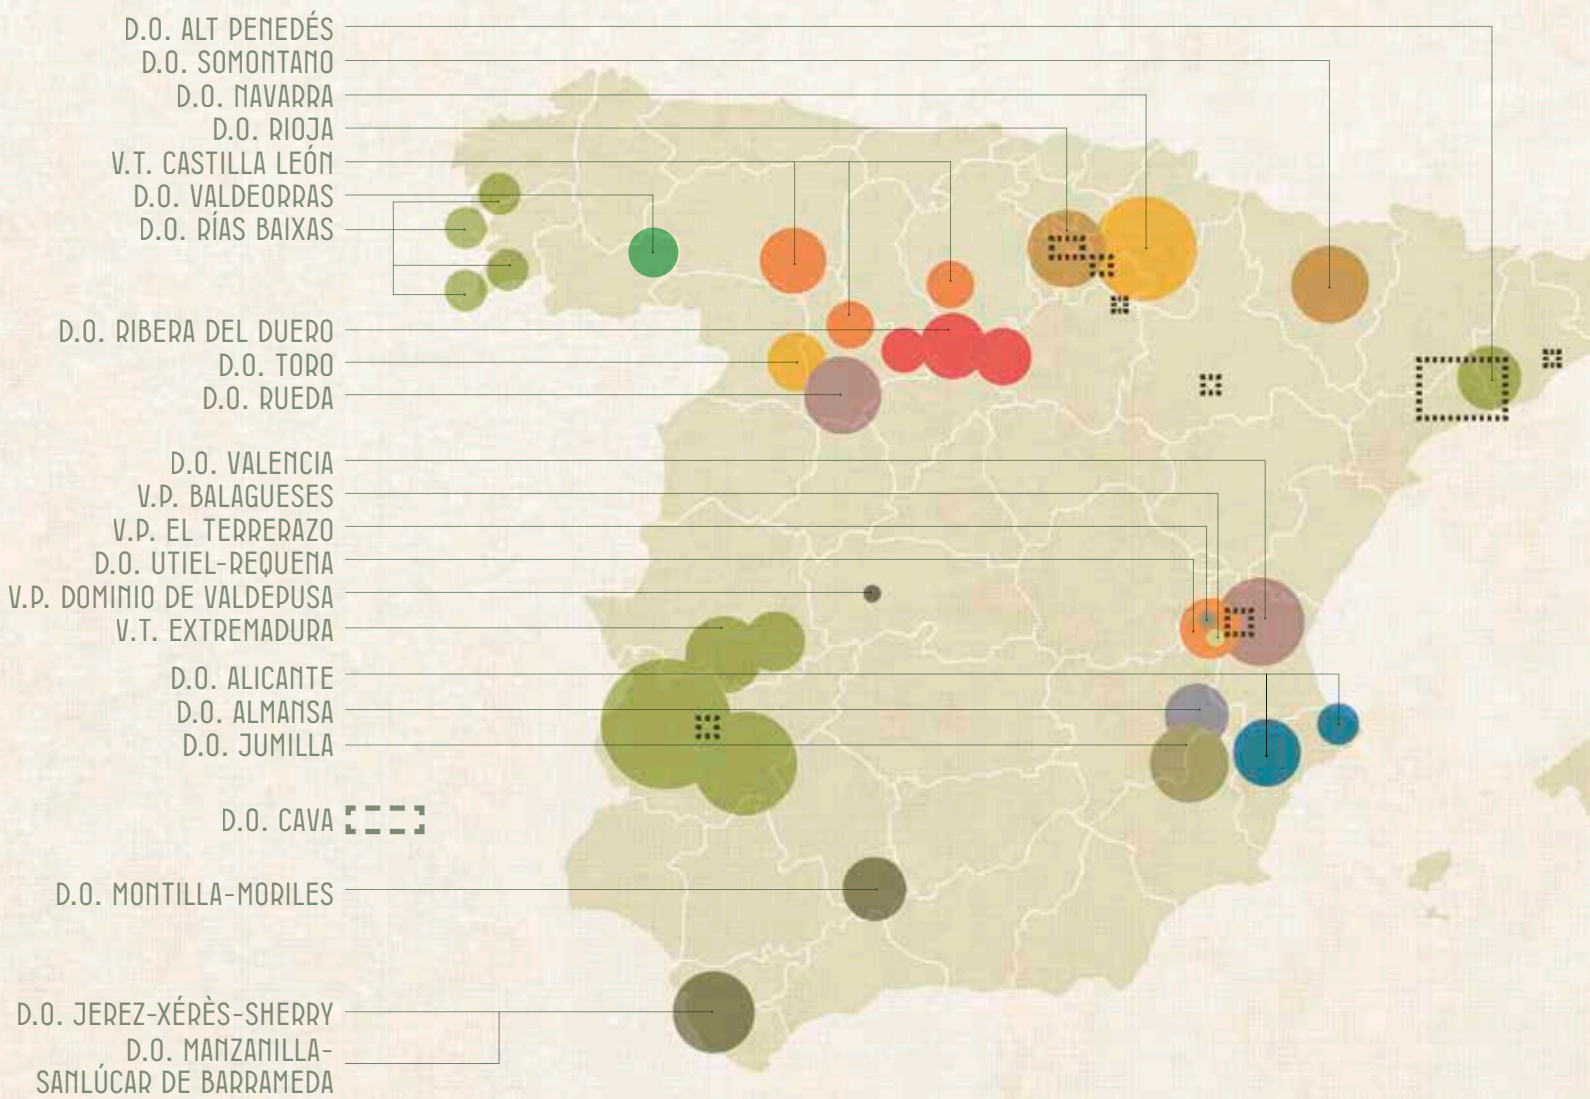 D.O. ALT PENEDÉS
D.O. SOMONTANO
D.O. NAVARRA
D.O. RIOJA
V.T. CASTILLA LEÓN
D.O. VALDEORRAS
D.O. RÍAS BAIXAS
D.O. RIBERA DEL DUERO
D.O. TORO
D.O. RUEDA
D.O. VALENCIA
V.P. BALAGUESES
V.P. EL TERRERAZO
D.O. UTIEL-REQUENA
V.P. DOMINIO DE VALDEPUSA
V.T. EXTREMADURA
D.O. ALICANTE
D.O. ALMANSA
D.O. JUMILLA
D.O. CAVA
D.O. MONTILLA-MORILES
D.O. JEREZ-XÉRÈS-SHERRY
D.O. MANZANILLA-
SANLÚCAR DE BARRAMEDA